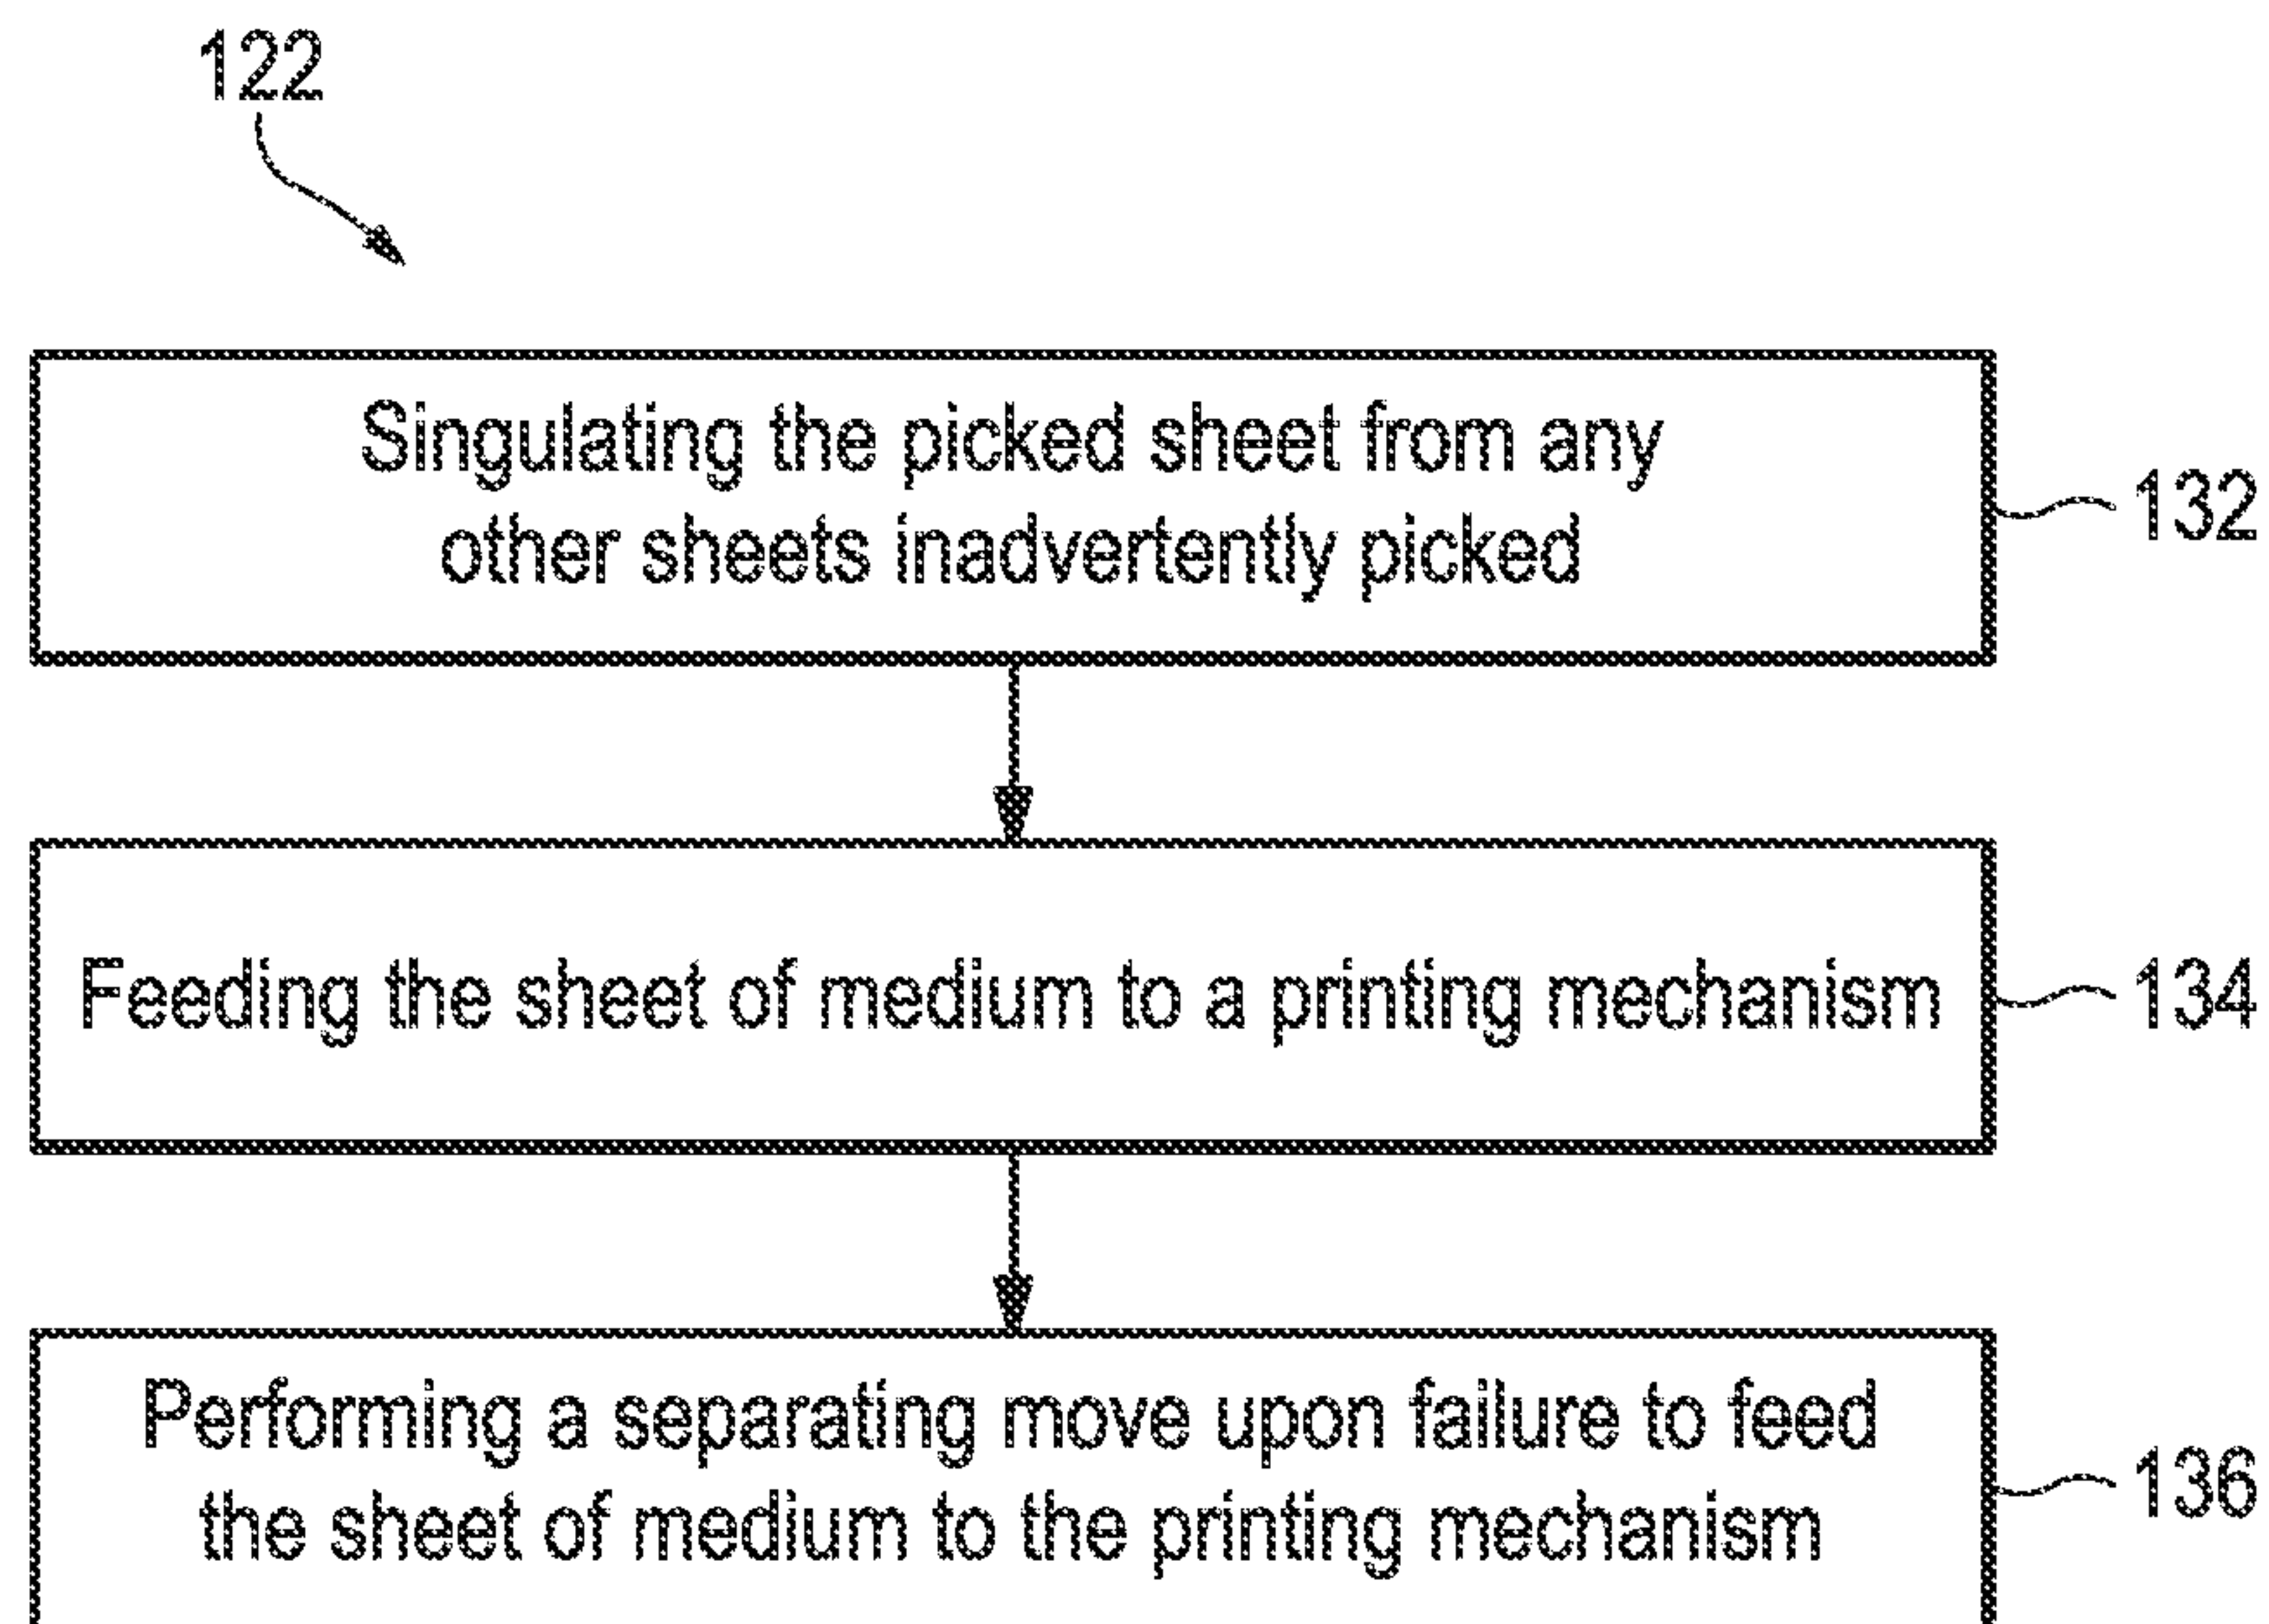 122
Singulating the picked sheet from any
other sheets inadvertently picked
132
Feeding the sheet of medium to a printing mechanism
134
Performing a separating move upon failure to feed
the sheet of medium to the printing mechanism
136